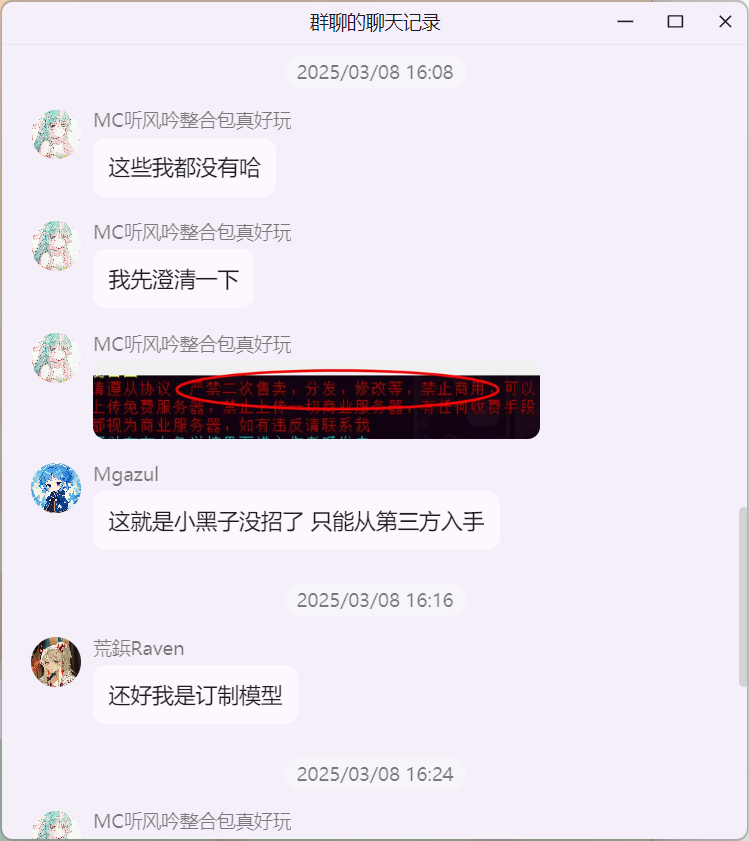 群聊的聊天记录
2025/03/08 16:08
MC听风吟整合包真好玩
这些我都没有哈
MC听风吟整合包真好玩
我先澄清一下
MC听风吟整合包真好玩
请遵从协议，严禁二次售卖，分发，修改等，禁止商用，可以
上传免费服务器，禁止上传一切商业服务器，有任何收费手段
都视为商业服务器，如有违反请联系我
Mgazul
这就是小黑子没招了 只能从第三方入手
2025/03/08 16:16
荒鋲Raven
还好我是订制模型
2025/03/08 16:24
MC听风吟整合包真好玩